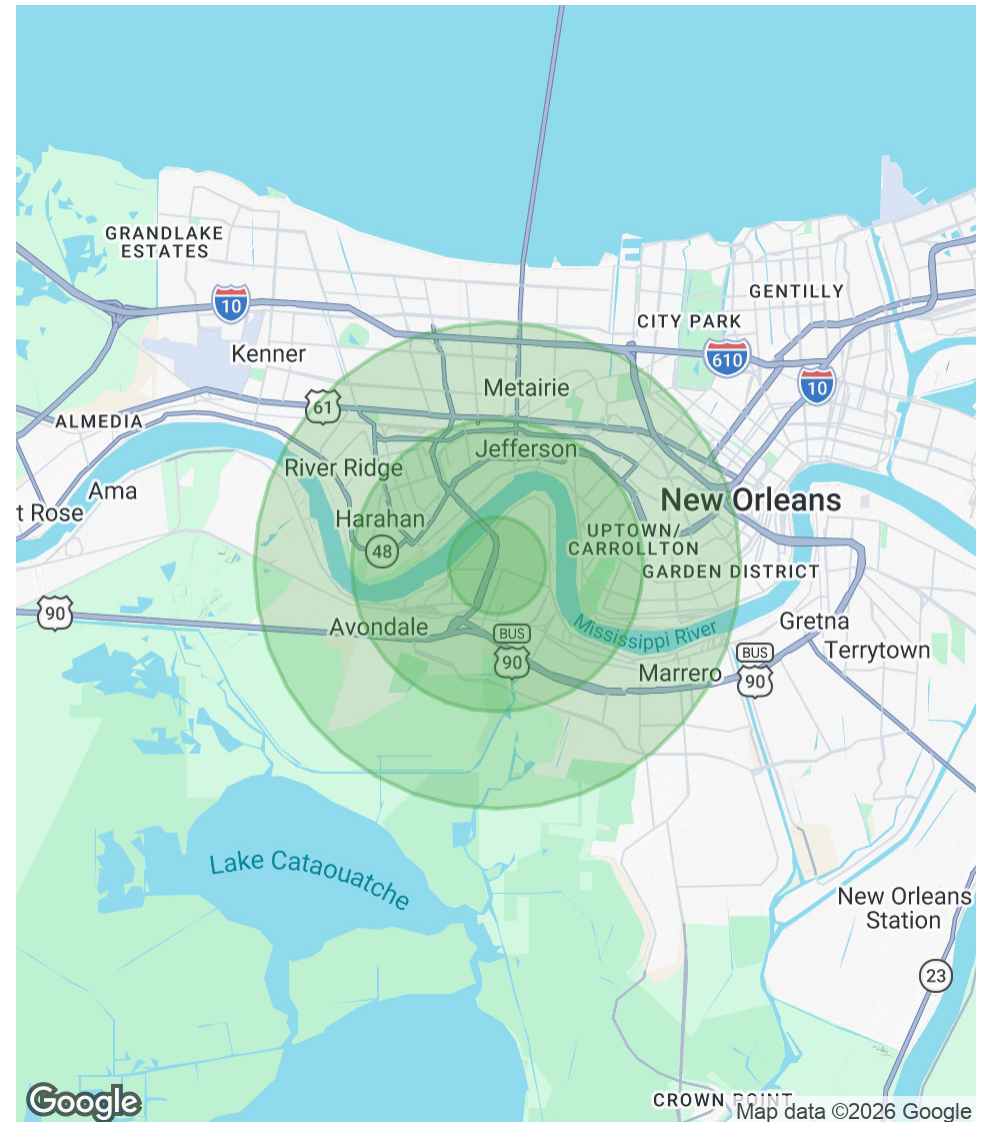 GRANDLAKE
ESTATES
10
GENTILLY
CITY PARK
610
10
Kenner
Metairie
61
ALMEDIA
Jefferson
River Ridge
Ama
New Orleans
t Rose
Harahan
UPTOWN/
CARROLLTON
48
GARDEN DISTRICT
90
Avondale
BUS
90
Mississippi River
Gretna
Terrytown
BUS
90
Marrero
Lake Cataouatche
New Orleans
Station
23
CROWN POINT
Google
Map data ©2026 Google